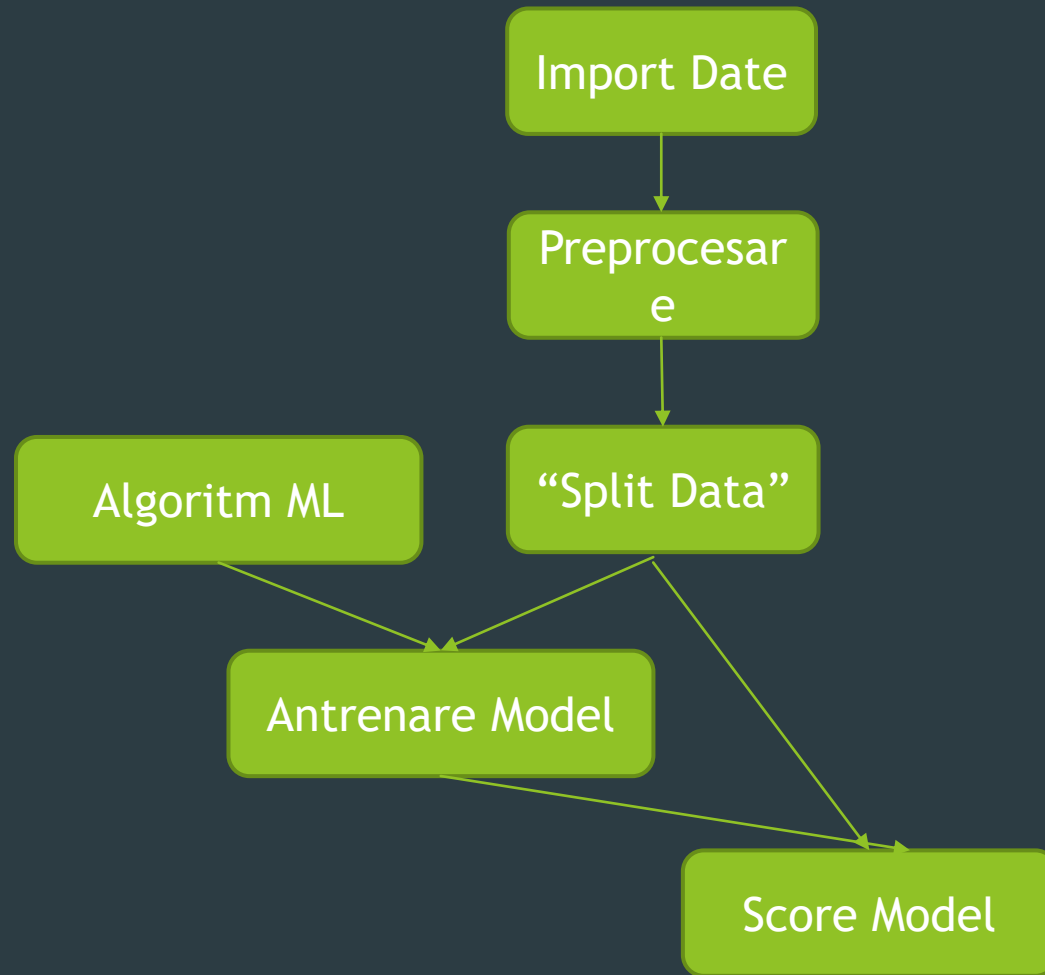 Import Date
Preprocesar
e
Algoritm ML
“Split Data”
Antrenare Model
Score Model